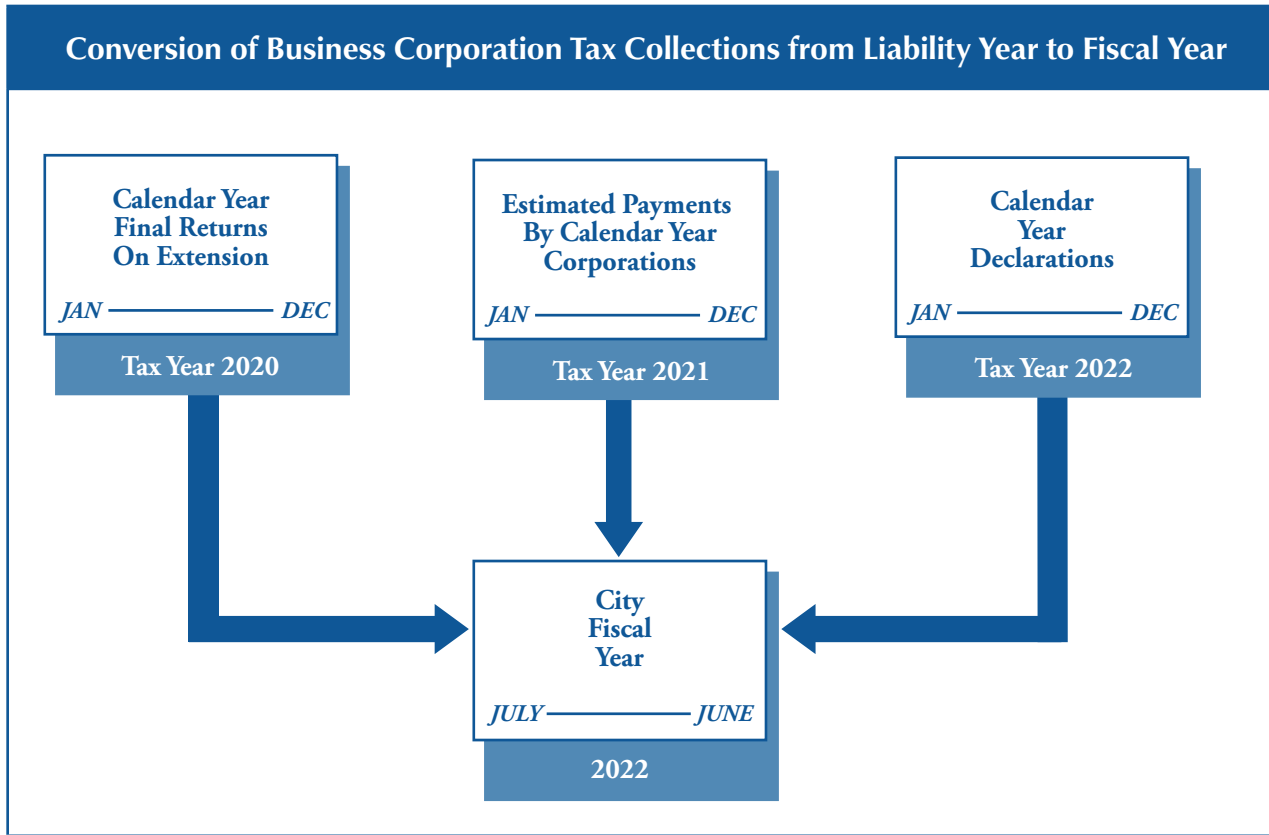 Conversion of Business Corporation Tax Collections from Liability Year to Fiscal Year
Calendar Year
Final Returns
On Extension
JAN DEC
Tax Year 2020
Estimated Payments
By Calendar Year
Corporations
JAN DEC
Tax Year 2021
Calendar
Year
Declarations
JAN DEC
Tax Year 2022
City
Fiscal
Year
JULY JUNE
2022